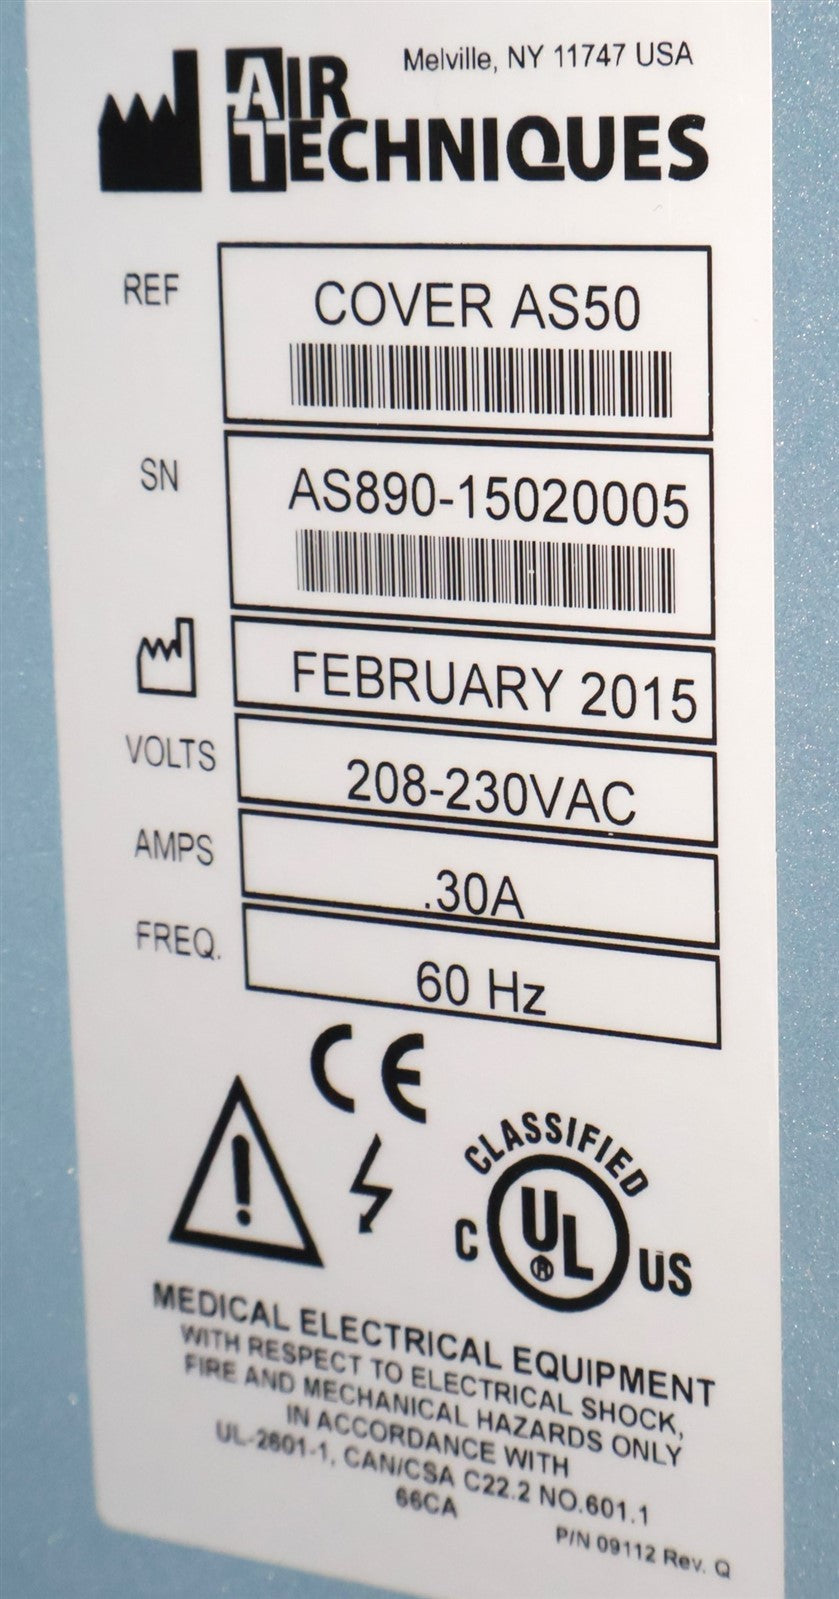 Melville, NY 11747 USA
AIR
TECHNIQUES
REF
COVER AS50
SN
AS890-15020005
FEBRUARY 2015
VOLTS
208-230VAC
AMPS
.30A
FREQ.
60 Hz
CE
CLASSIFIED
C UL® US
MEDICAL ELECTRICAL EQUIPMENT
WITH RESPECT TO ELECTRICAL SHOCK,
FIRE AND MECHANICAL HAZARDS ONLY
IN ACCORDANCE WITH
UL-2601-1, CAN/CSA C22.2 NO.601.1
66CA
P/N 09112 Rev. Q